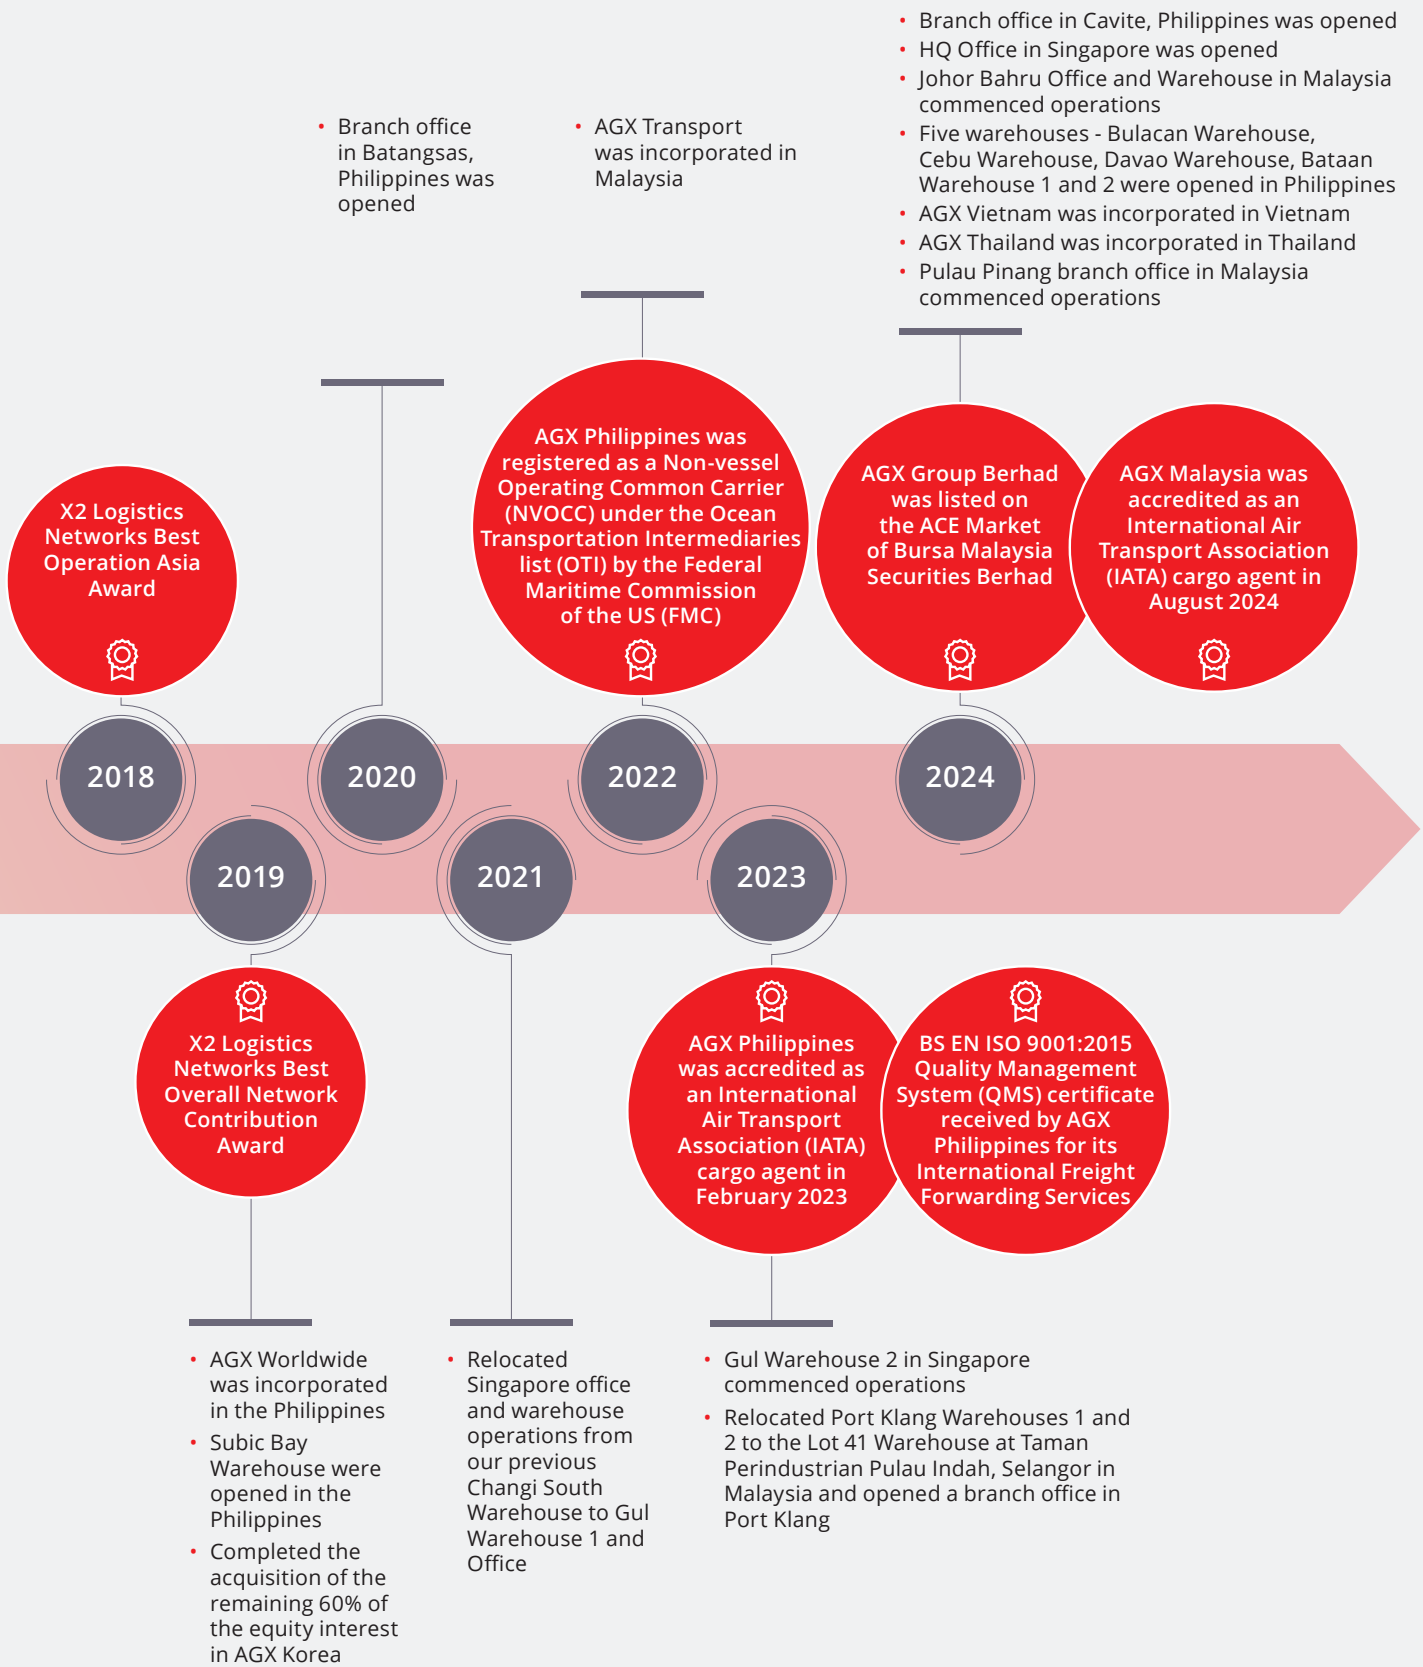 • Branch office in Cavite, Philippines was opened
• HQ Office in Singapore was opened
• Johor Bahru Office and Warehouse in Malaysia
commenced operations
• Five warehouses - Bulacan Warehouse,
Cebu Warehouse, Davao Warehouse, Bataan
Warehouse 1 and 2 were opened in Philippines
• AGX Vietnam was incorporated in Vietnam
• AGX Thailand was incorporated in Thailand
• Pulau Pinang branch office in Malaysia
commenced operations
• Branch office
in Batangsas,
Philippines was
opened
• AGX Transport
was incorporated in
Malaysia
X2 Logistics
Networks Best
Operation Asia
Award
AGX Philippines was
registered as a Non-vessel
Operating Common Carrier
(NVOCC) under the Ocean
Transportation Intermediaries
list (OTI) by the Federal
Maritime Commission
of the US (FMC)
AGX Group Berhad
was listed on
the ACE Market
of Bursa Malaysia
Securities Berhad
AGX Malaysia was
accredited as an
International Air
Transport Association
(IATA) cargo agent in
August 2024
2018
2020
2022
2024
2019
2021
2023
X2 Logistics
Networks Best
Overall Network
Contribution
Award
AGX Philippines
was accredited as
an International
Air Transport
Association (IATA)
cargo agent in
February 2023
BS EN ISO 9001:2015
Quality Management
System (QMS) certificate
received by AGX
Philippines for its
International Freight
Forwarding Services
• AGX Worldwide
was incorporated
in the Philippines
• Subic Bay
Warehouse were
opened in the
Philippines
• Completed the
acquisition of the
remaining 60% of
the equity interest
in AGX Korea
• Relocated
Singapore office
and warehouse
operations from
our previous
Changi South
Warehouse to Gul
Warehouse 1 and
Office
• Gul Warehouse 2 in Singapore
commenced operations
• Relocated Port Klang Warehouses 1 and
2 to the Lot 41 Warehouse at Taman
Perindustrian Pulau Indah, Selangor in
Malaysia and opened a branch office in
Port Klang